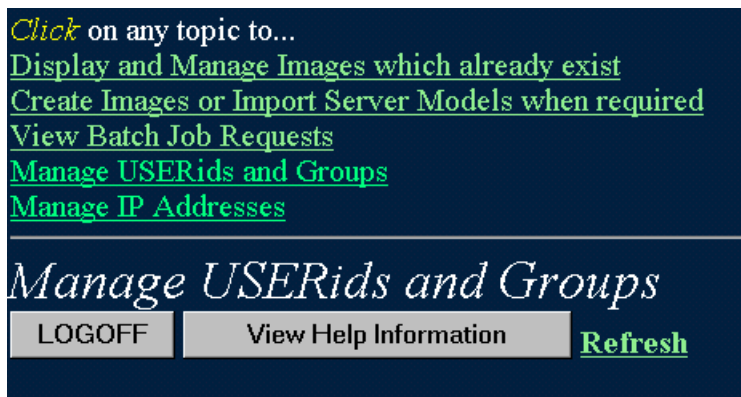 Click on any topic to...
Display and Manage Images which already exist
Create Images or Import Server Models when required
View Batch Job Requests
Manage USERids and Groups
Manage IP Addresses
Manage USERids and Groups
LOGOFF View Help Information Refresh